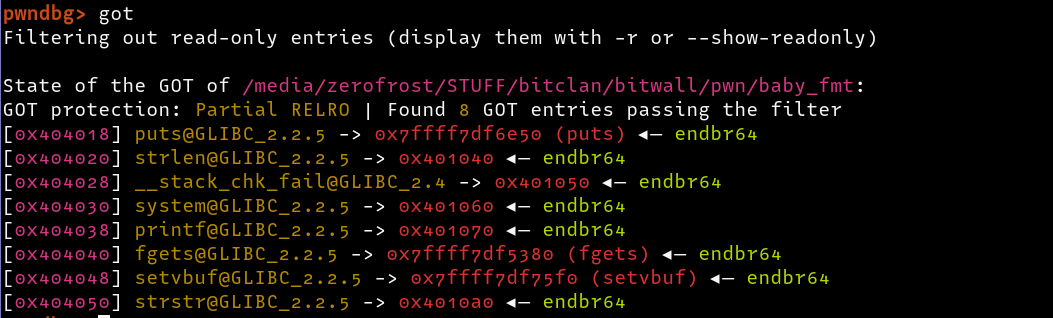 pwndbg> got
Filtering out read-only entries (display them with -r or --show-readonly)
State of the GOT of /media/zerofrost/STUFF/bitclan/bitwall/pwn/baby_fmt:
GOT protection: Partial RELRO | Found 8 GOT entries passing the filter
[0x404018] puts@GLIBC_2.2.5 -> 0x7ffff7df6e50 (puts) ◂— endbr64
[0x404020] strlen@GLIBC_2.2.5 -> 0x401040 ◂— endbr64
[0x404028] __stack_chk_fail@GLIBC_2.4 -> 0x401050 ◂— endbr64
[0x404030] system@GLIBC_2.2.5 -> 0x401060 ◂— endbr64
[0x404038] printf@GLIBC_2.2.5 -> 0x401070 ◂— endbr64
[0x404040] fgets@GLIBC_2.2.5 -> 0x7ffff7df5380 (fgets) ◂— endbr64
[0x404048] setvbuf@GLIBC_2.2.5 -> 0x7ffff7df75f0 (setvbuf) ◂— endbr64
[0x404050] strstr@GLIBC_2.2.5 -> 0x4010a0 ◂— endbr64